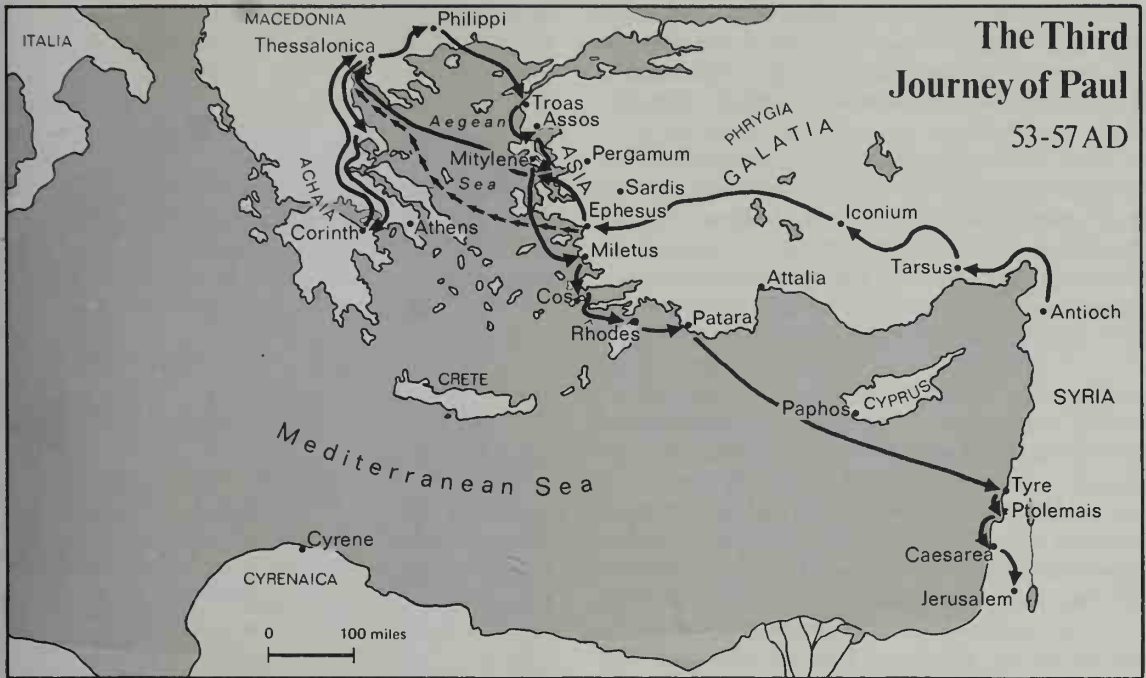 The Third
Journey of Paul
53-57AD
MACEDONIA
Philippi
ITALIA
Thessalonica
Troas
Assos
Aegean
Sea
PHRYGIA
GALATIA
Mitylene
ASIA
Pergamum
Sardis
ACHAIA
Ephesus
Iconium
Corinth
Athens
Miletus
Tarsus
Attalia
Cos
Antioch
Rhodes
Patara
CRETE
CYPRUS
Paphos
SYRIA
Mediterranean Sea
Tyre
Ptolemais
Cyrene
Caesarea
CYRENAICA
Jerusalem
0 100 miles